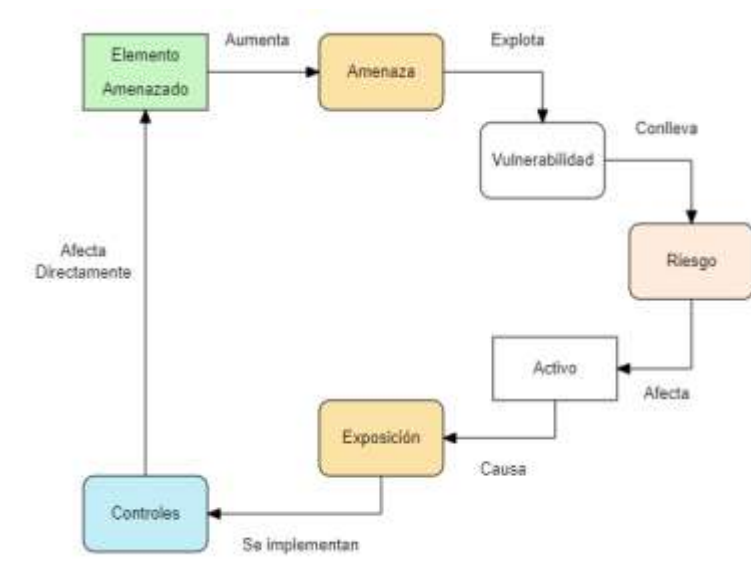 Elemento
Amenazado
Aumenta
Amenaza
Explota
Vulnerabilidad
Conlleva
Riesgo
Afecta
Activo
Causa
Exposición
Se implementan
Controles
Afecta
Directamente